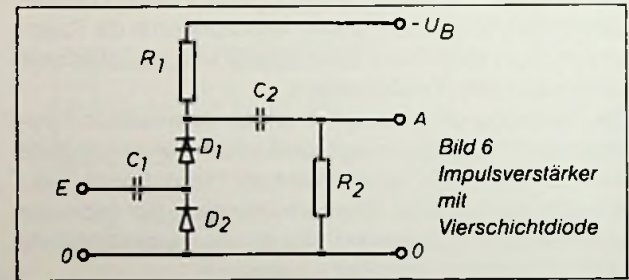 -U_B
R_1
C_2
A
D_1
C_1
R_2
E
D_2
0
0
Bild 6
Impulsverstärker
mit
Vierschichtdiode